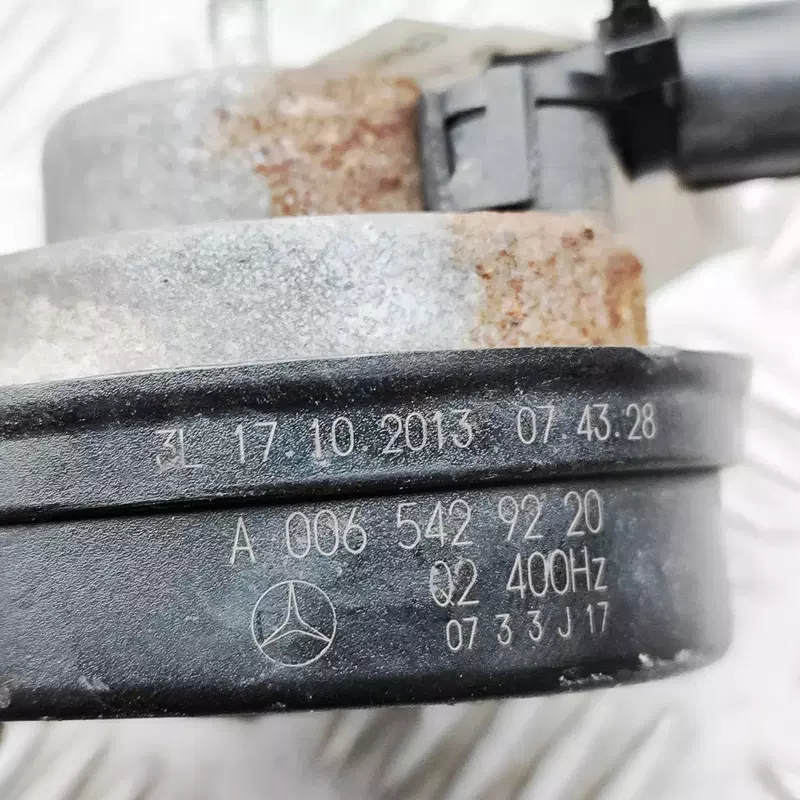 3L 17.10.2013 07.43.28
A 006 542 92 20
Q2 400Hz
07 3 3 J 17